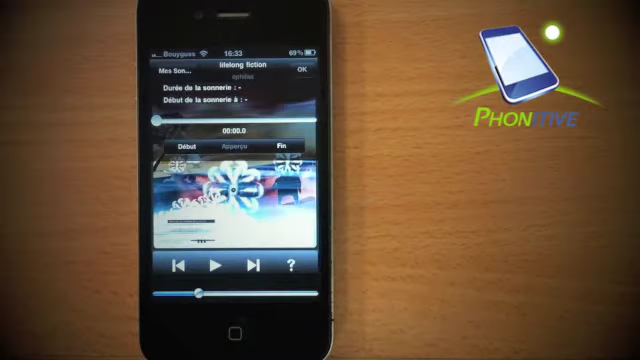 Bouygues 16:33 69%
lifelong fiction
Mes Son... OK
ephillas
Durée de la sonnerie : -
Début de la sonnerie à : -
00:00.0
Début Aperçu Fin
?
PHONITIVE